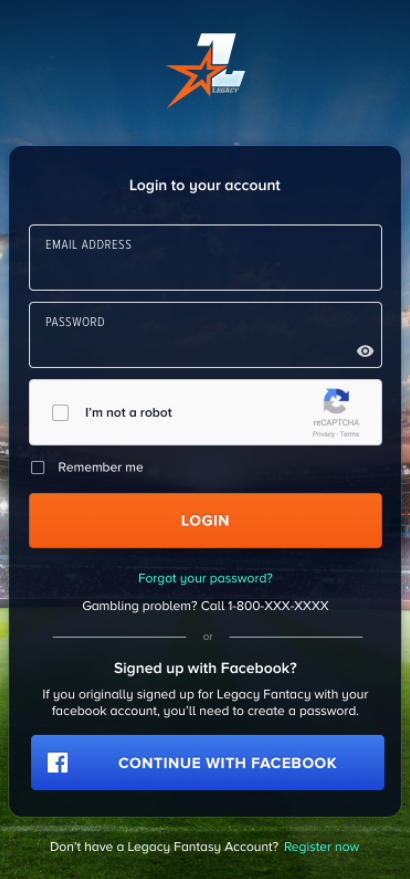 LEGACY
Login to your account
EMAIL ADDRESS
PASSWORD
I'm not a robot
reCAPTCHA
Privacy - Terms
Remember me
LOGIN
Forgot your password?
Gambling problem? Call 1-800-XXX-XXXX
or
Signed up with Facebook?
If you originally signed up for Legacy Fantacy with your
facebook account, you'll need to create a password.
CONTINUE WITH FACEBOOK
Don't have a Legacy Fantasy Account? Register now